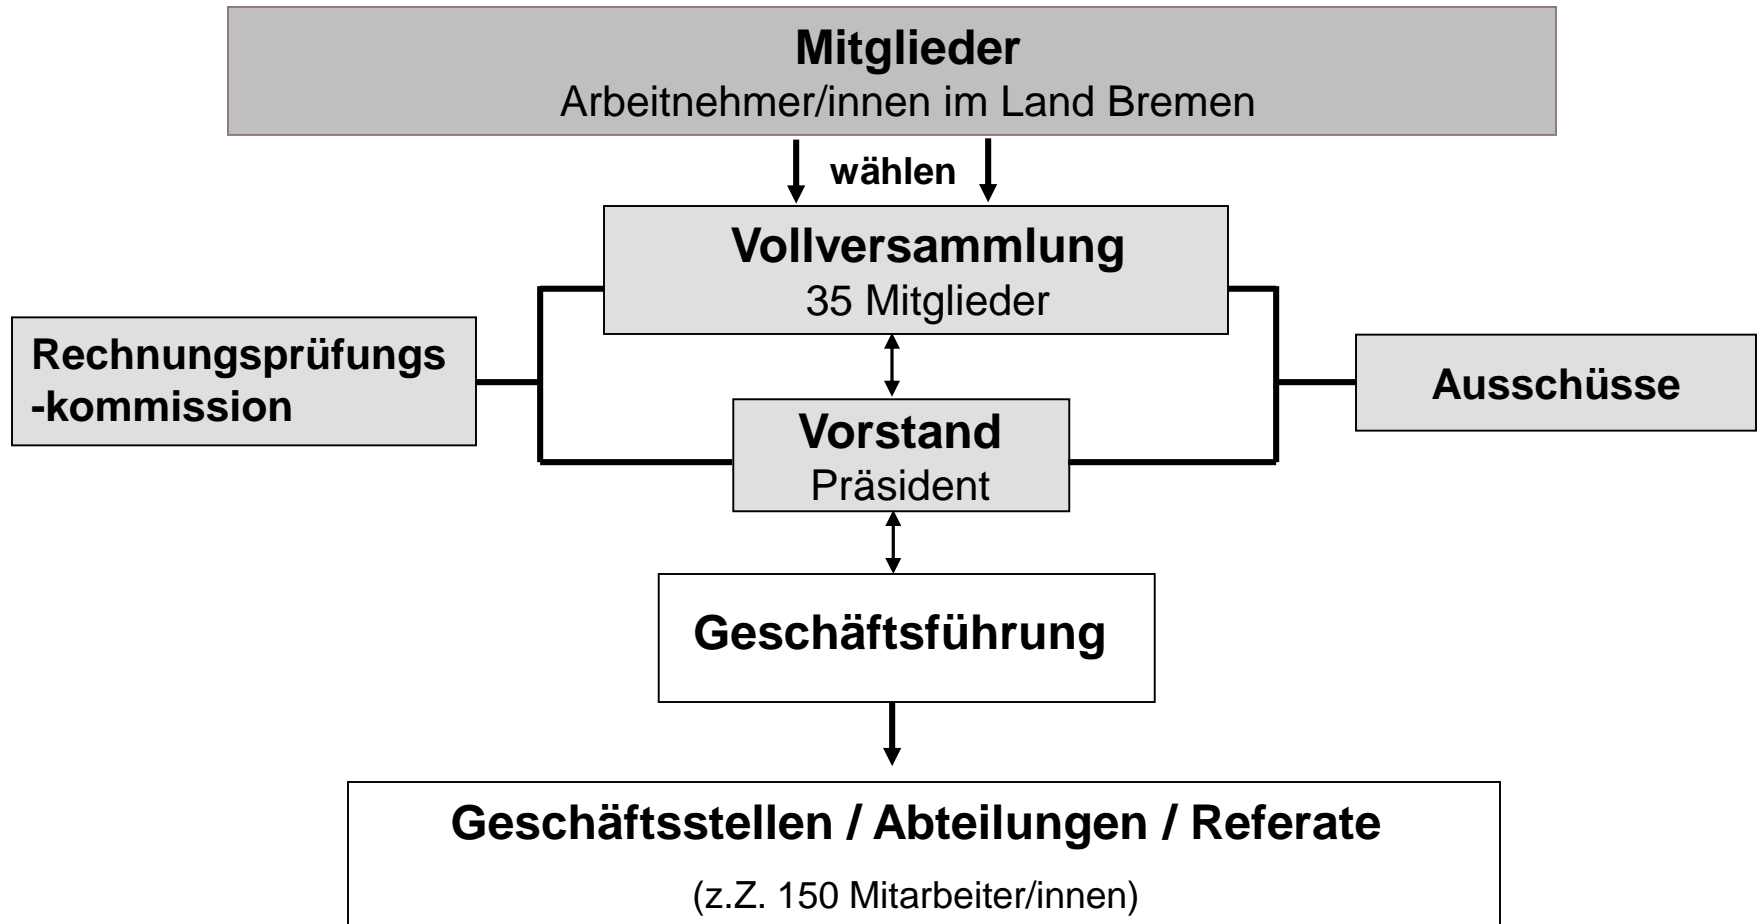 Mitglieder
Arbeitnehmer/innen im Land Bremen
wählen
Vollversammlung
35 Mitglieder
Rechnungsprüfungs
-kommission
Ausschüsse
Vorstand
Präsident
Geschäftsführung
Geschäftsstellen / Abteilungen / Referate
(z.Z. 150 Mitarbeiter/innen)